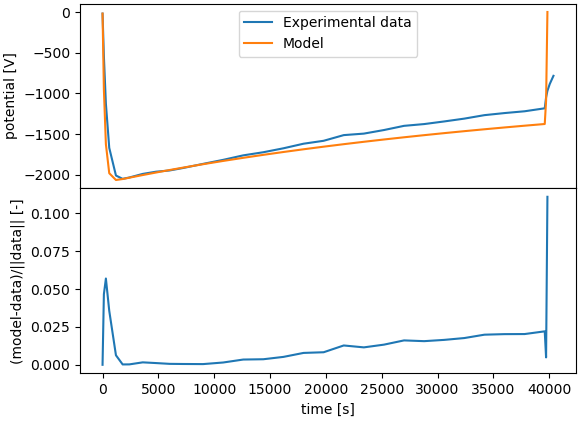 0
−500
−1000
−1500
−2000
potential [V]
Experimental data
Model
0.100
0.075
0.050
0.025
0.000
(model-data)/||data|| [-]
0 5000 10000 15000 20000 25000 30000 35000 40000
time [s]